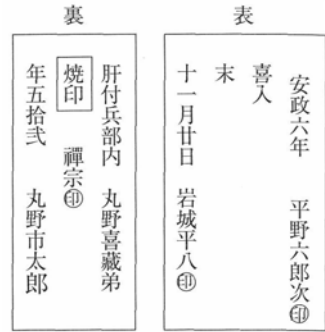 表
安政六年 平野六郎次㊞
喜入
末
十一月廿日 岩城平八㊞
裏
肝付兵部内 丸野喜藏弟
焼印 禪宗㊞
年五拾弐 丸野市太郎